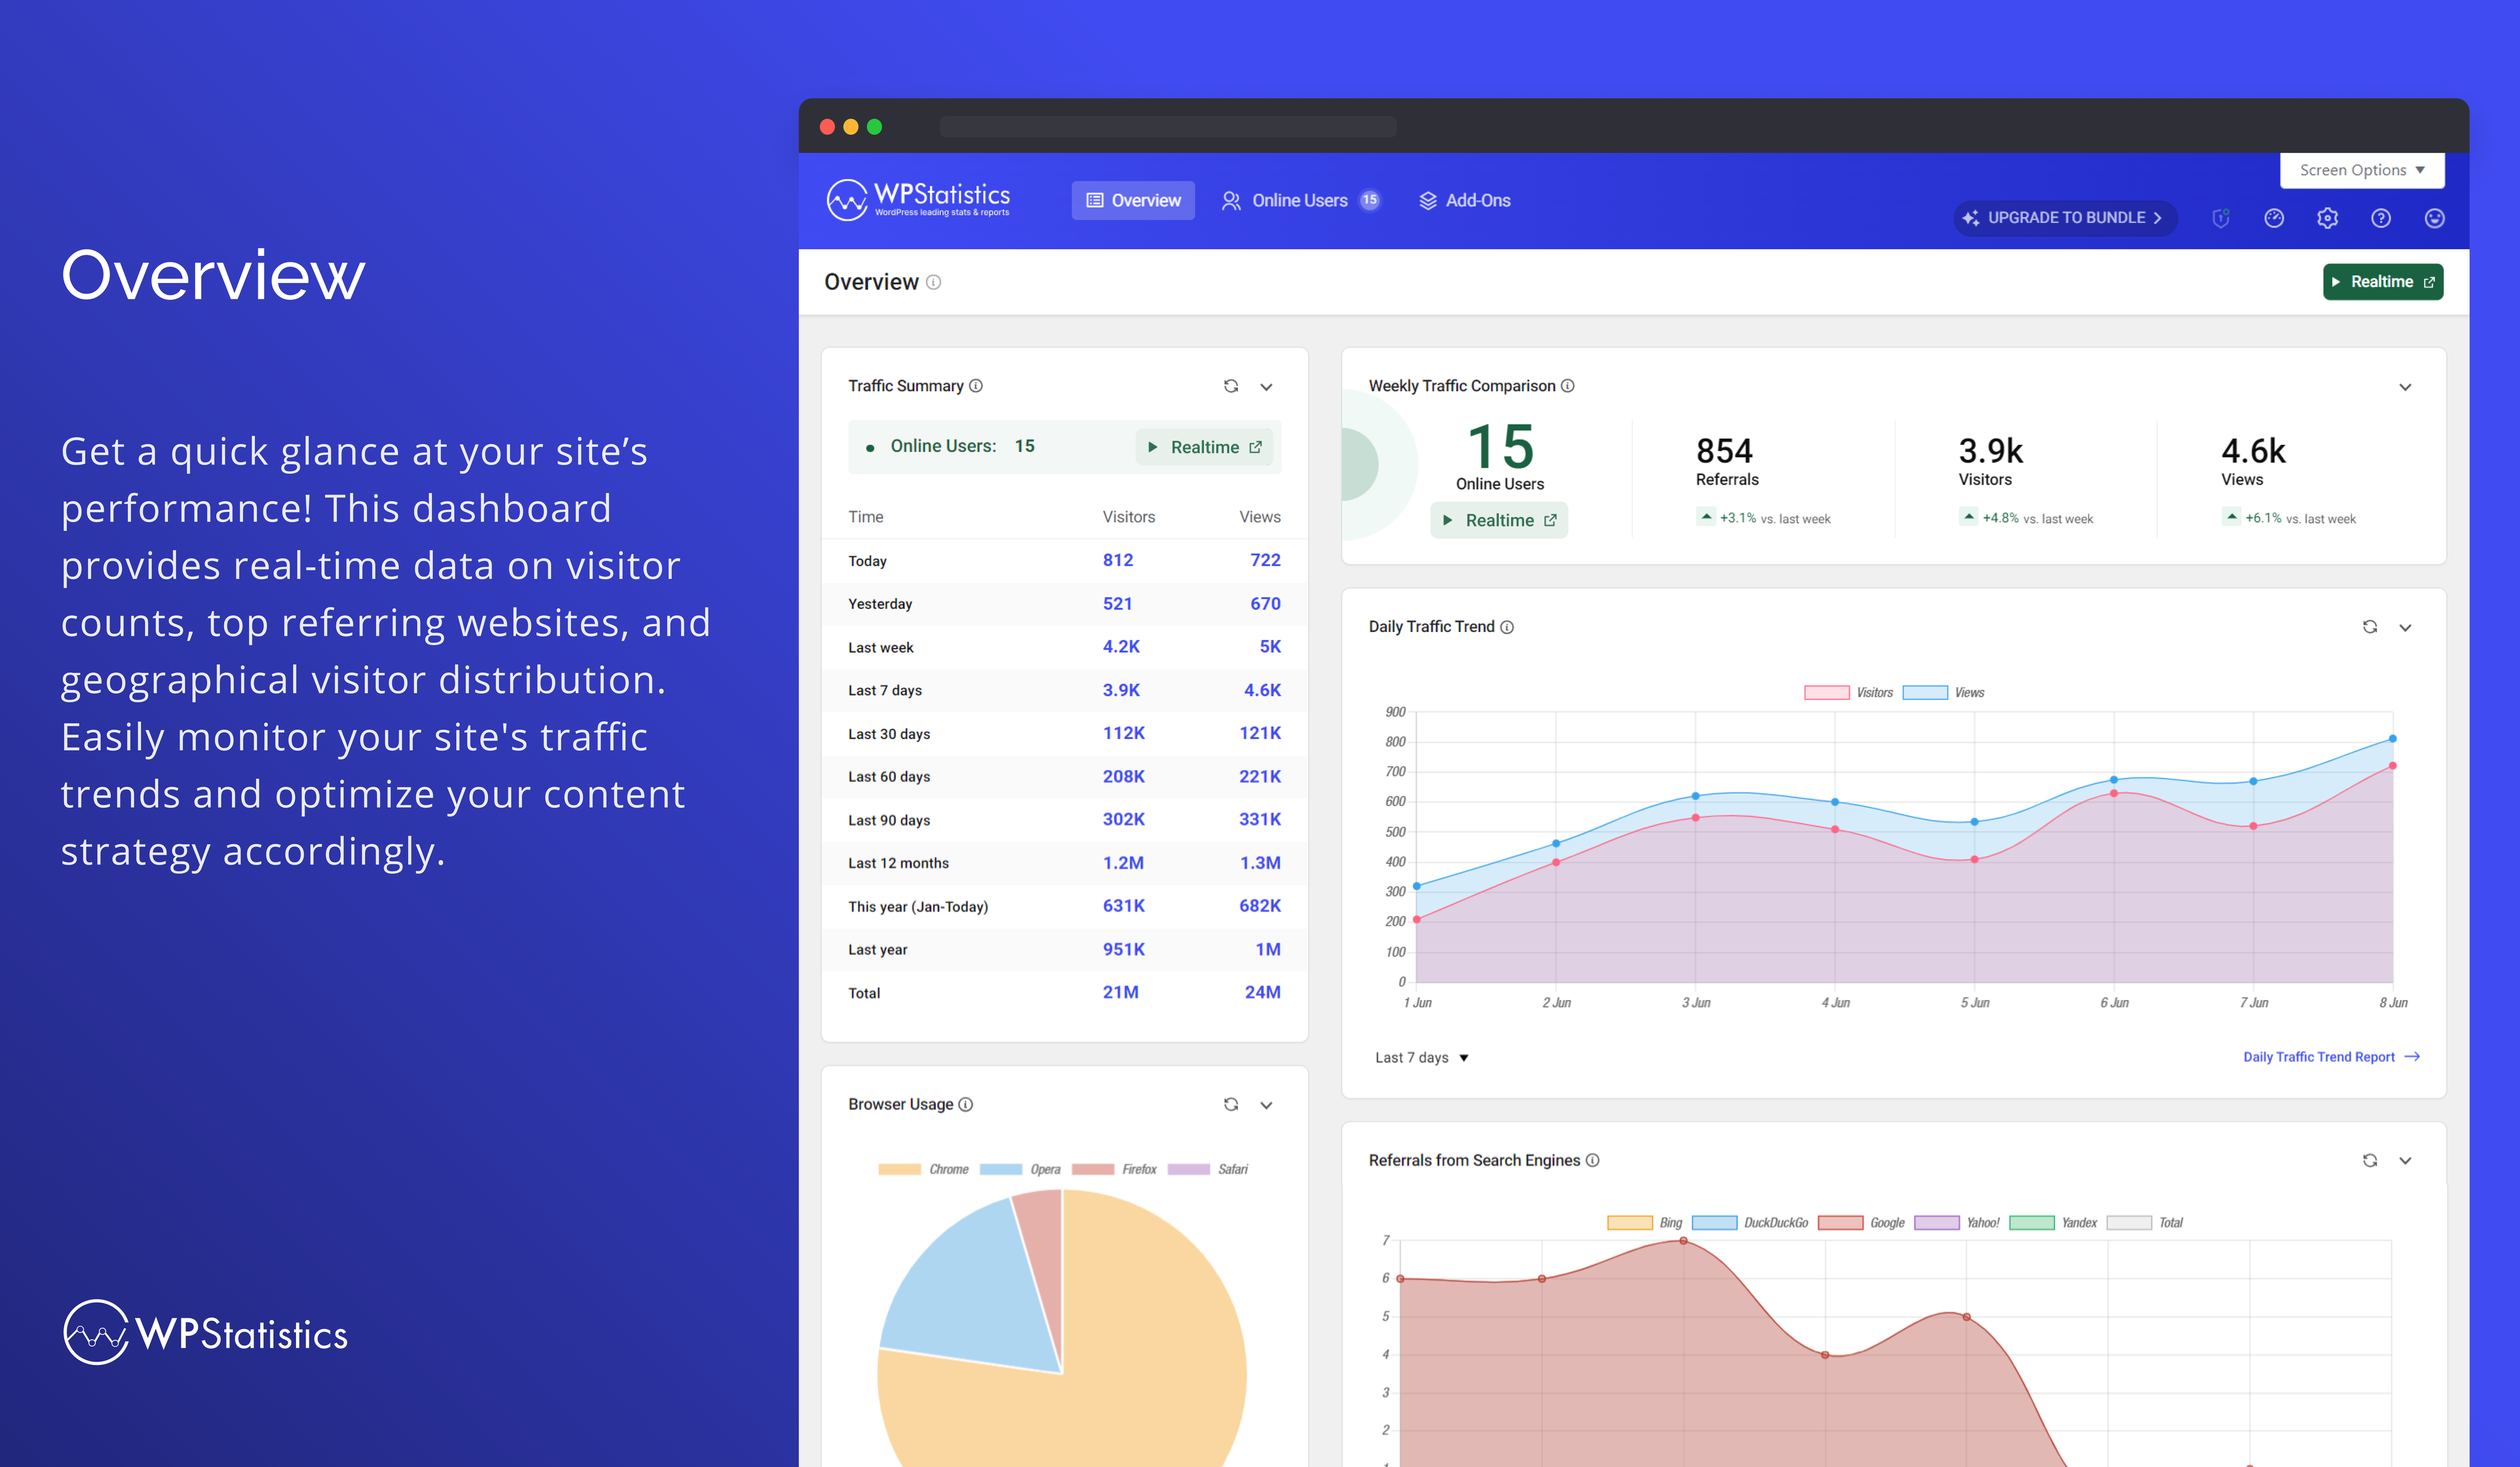 Overview
Get a quick glance at your site’s
performance! This dashboard
provides real-time data on visitor
counts, top referring websites, and
geographical visitor distribution.
Easily monitor your site's traffic
trends and optimize your content
strategy accordingly.
WPStatistics
Screen Options
WPStatistics
WordPress leading stats & reports
Overview
Online Users 15
Add-Ons
UPGRADE TO BUNDLE
Overview
Realtime
Traffic Summary
Online Users: 15
Realtime
Time Visitors Views
Today 812 722
Yesterday 521 670
Last week 4.2K 5K
Last 7 days 3.9K 4.6K
Last 30 days 112K 121K
Last 60 days 208K 221K
Last 90 days 302K 331K
Last 12 months 1.2M 1.3M
This year (Jan-Today) 631K 682K
Last year 951K 1M
Total 21M 24M
Browser Usage
Chrome Opera Firefox Safari
Weekly Traffic Comparison
15
Online Users
Realtime
854
Referrals
+3.1% vs. last week
3.9k
Visitors
+4.8% vs. last week
4.6k
Views
+6.1% vs. last week
Daily Traffic Trend
Visitors Views
900
800
700
600
500
400
300
200
100
0
1 Jun 2 Jun 3 Jun 4 Jun 5 Jun 6 Jun 7 Jun 8 Jun
Last 7 days
Daily Traffic Trend Report
Referrals from Search Engines
Bing DuckDuckGo Google Yahoo! Yandex Total
7
6
5
4
3
2